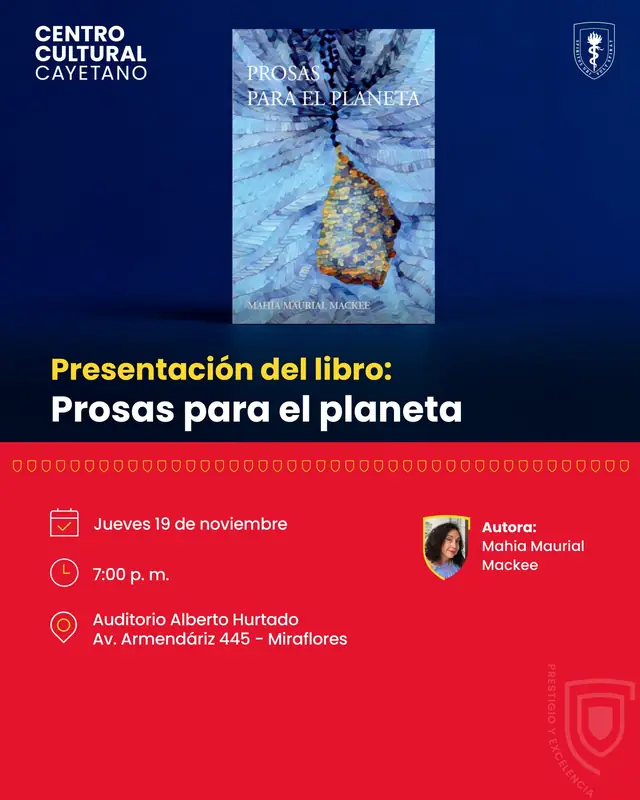 CENTRO
CULTURAL
CAYETANO
PROSAS
PARA EL PLANETA
MAHIA MAURIAL MACKEE
Presentación del libro:
Prosas para el planeta
Jueves 19 de noviembre
7:00 p. m.
Auditorio Alberto Hurtado
Av. Armendáriz 445 - Miraflores
Autora:
Mahia Maurial
Mackee
PRESTIGIO Y EXCELENCIA